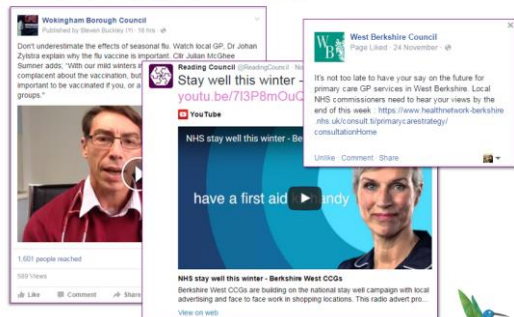 Wokingham Borough Council
Published by Steven Buckley [?] · 16 hrs ·
Don't underestimate the effects of seasonal flu. Watch local GP, Dr Johan
Zylstra explain why the flu vaccine is important. Cllr Julian McGhee
Sumner adds; "With our mild winters
complacent about the vaccination, but
important to be vaccinated if you, or a
groups."
1,601 people reached
589 Views
Like Comment Share
Reading Council @ReadingCouncil
Stay well this winter -
youtu.be/7I3P8mOuQ
YouTube
NHS stay well this winter - Be
have a first aid handy
NHS stay well this winter - Berkshire West CCGs
Berkshire West CCGs are building on the national stay well campaign with local
advertising and face to face work in shopping locations. This radio advert pro...
View on web
West Berkshire Council
Page Liked · 24 November ·
It's not too late to have your say on the future for
primary care GP services in West Berkshire. Local
NHS commissioners need to hear your views by the
end of this week : https://www.healthnetwork-berkshire
.nhs.uk/consult.ti/primarycarestrategy/
consultationHome
Unlike · Comment · Share